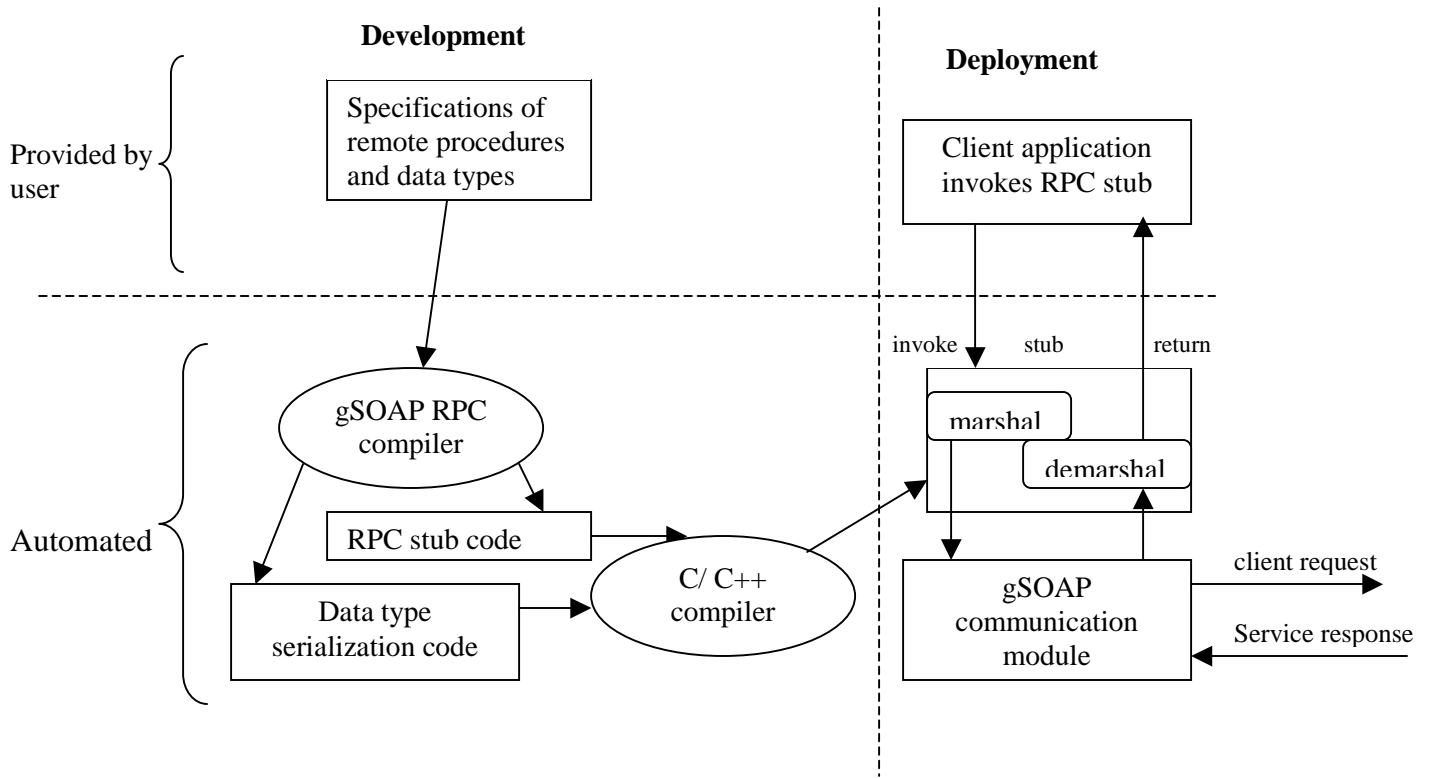 Development
Deployment
Specifications of
remote procedures
and data types
Provided by
user
Client application
invokes RPC stub
invoke
stub
return
gSOAP RPC
compiler
marshal
demarshal
Automated
RPC stub code
Data type
serialization code
C/ C++
compiler
gSOAP
communication
module
client request
Service response